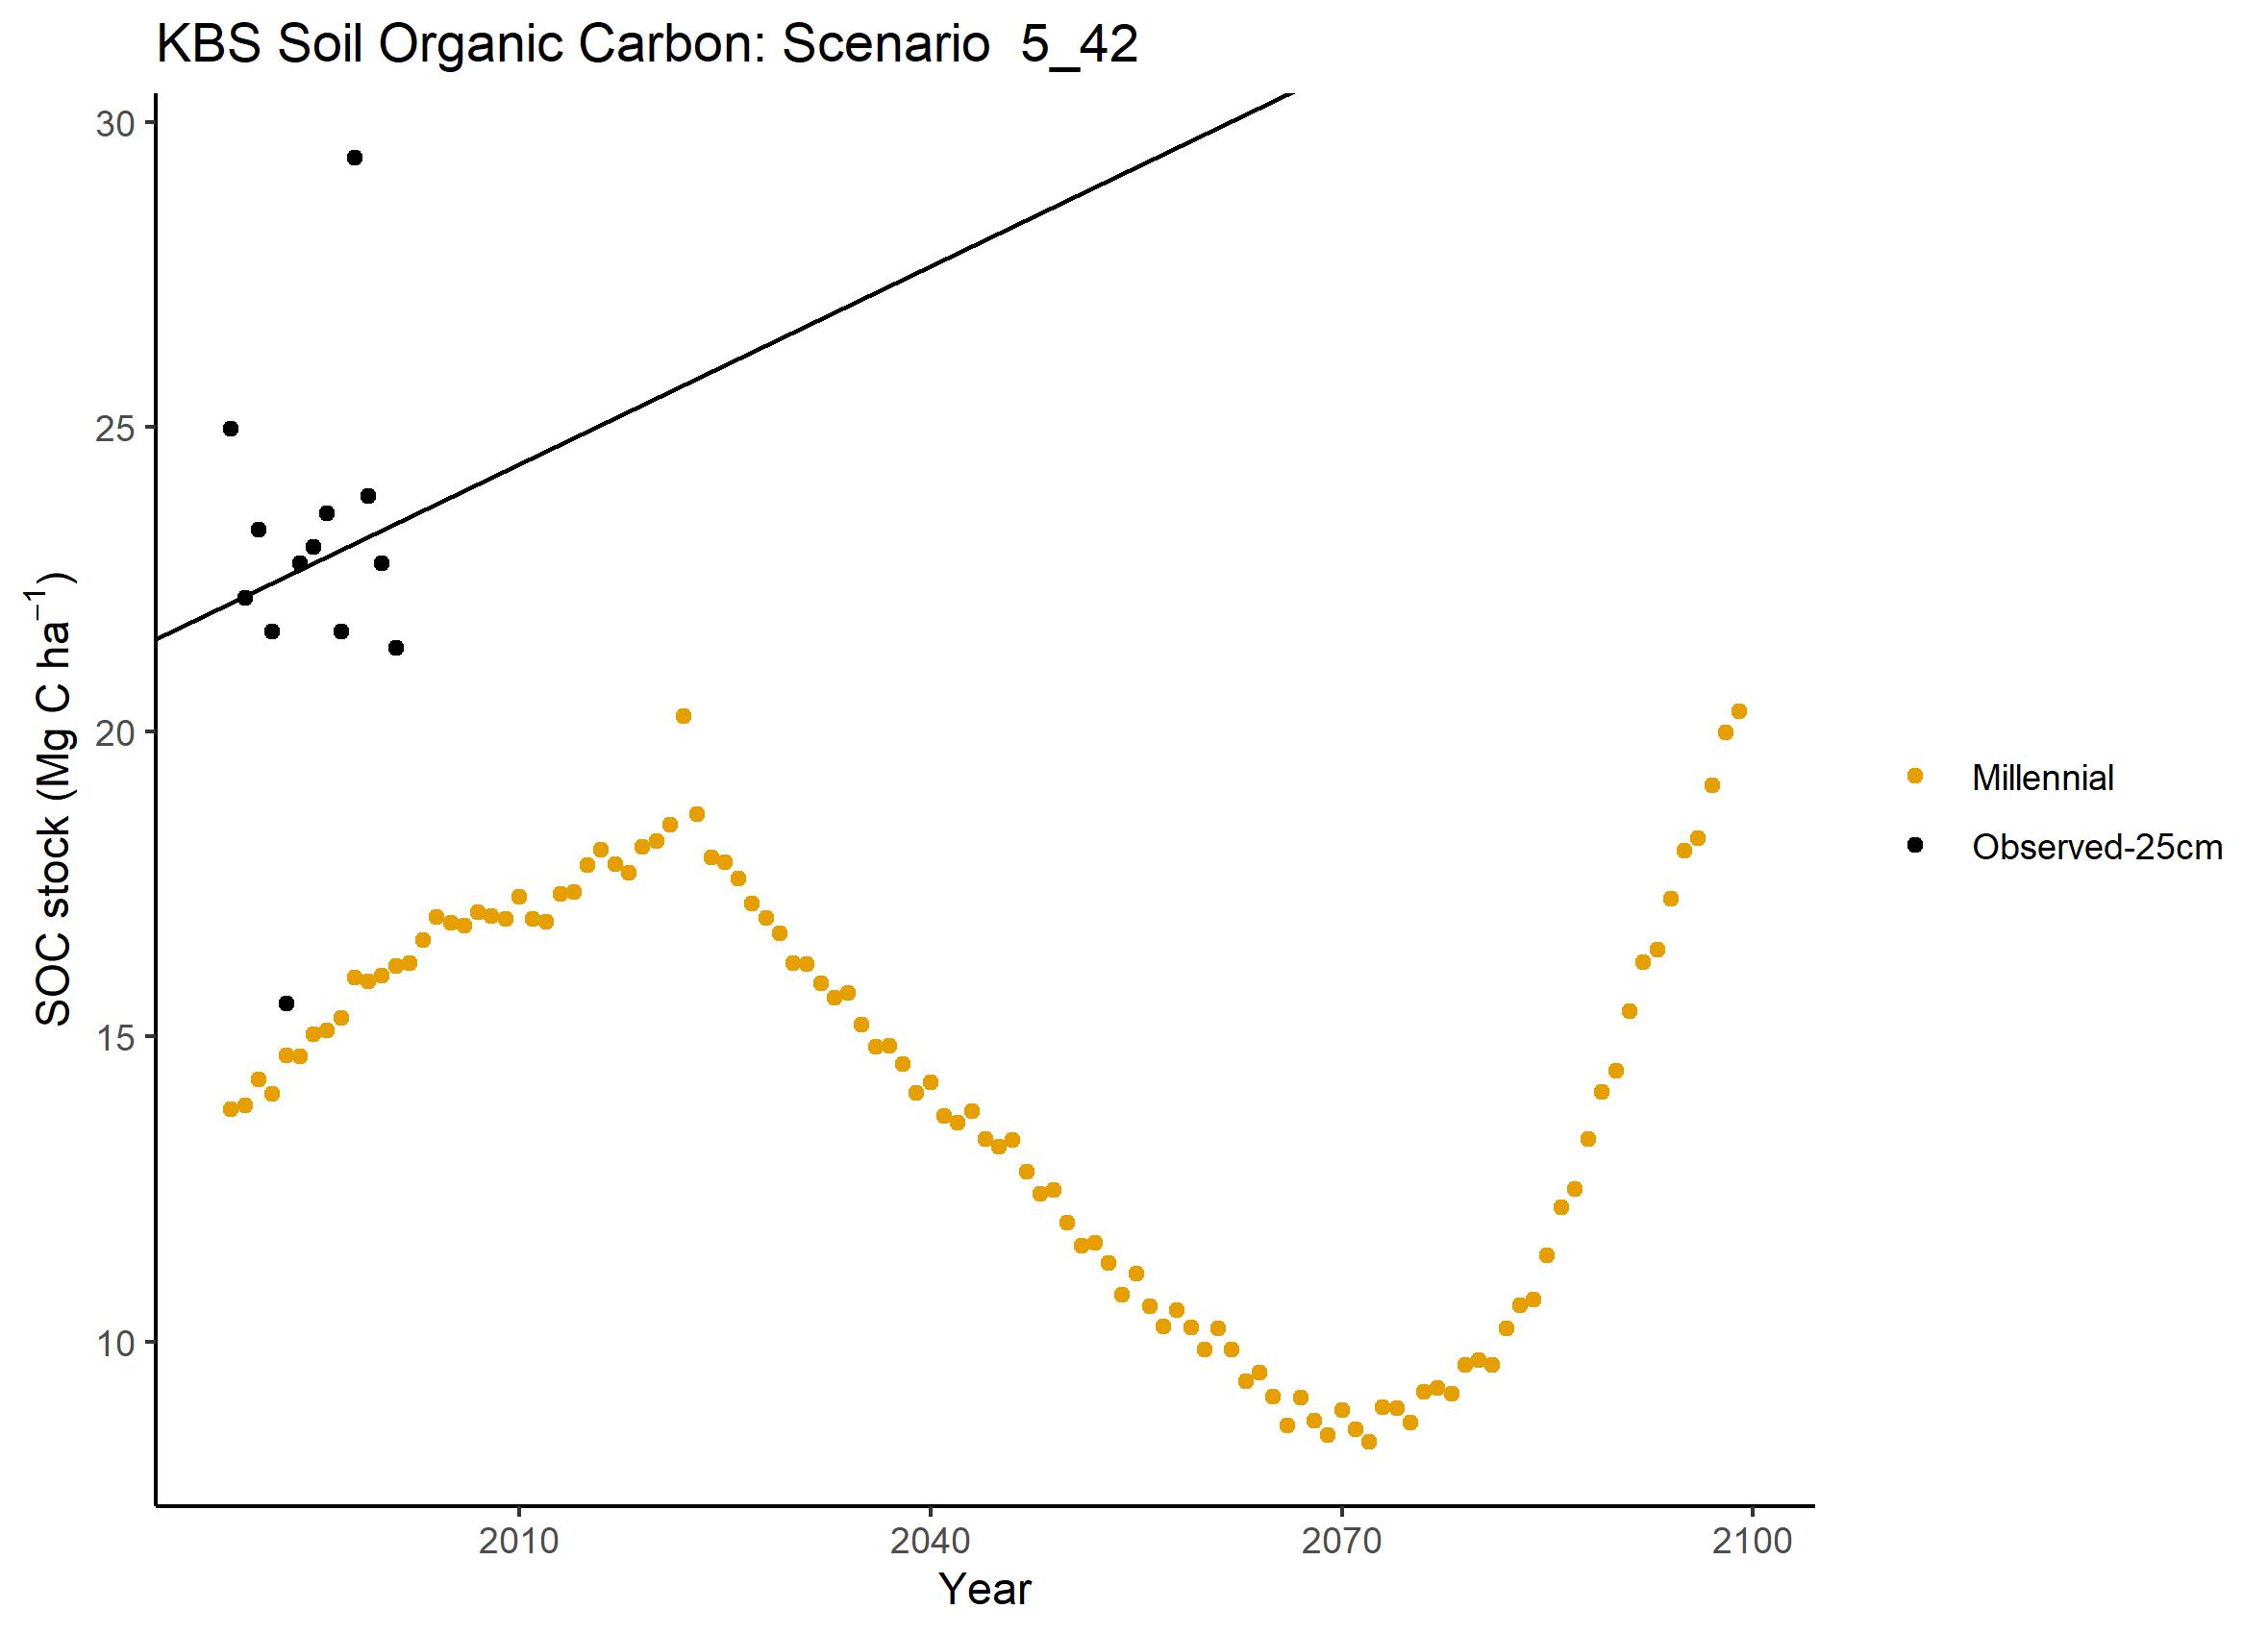 KBS Soil Organic Carbon: Scenario  5_42
SOC stock (Mg C ha⁻¹)
30
25
20
15
10
2010
2040
2070
2100
Year
Millennial
Observed-25cm